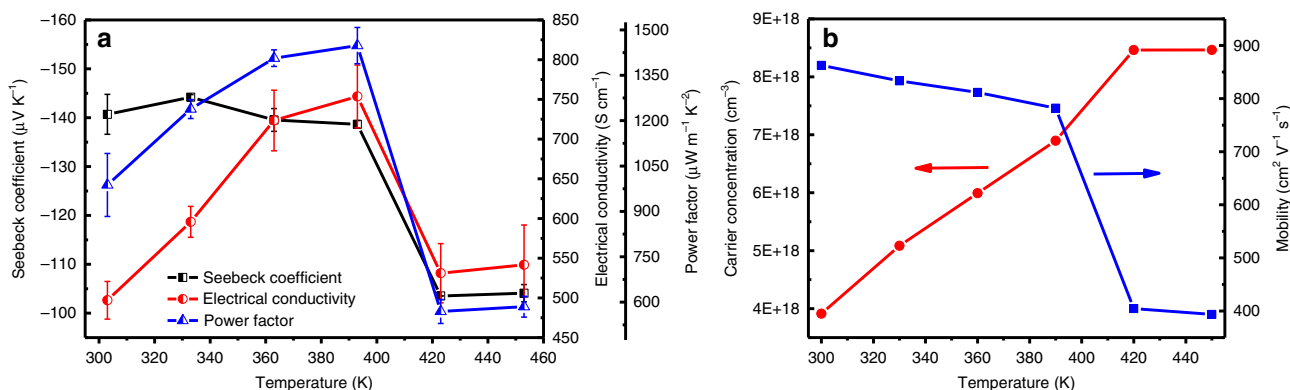 a
−160
−150
−140
−130
−120
−110
−100
Seebeck coefficient (μV K⁻¹)
300 320 340 360 380 400 420 440 460
Temperature (K)
Seebeck coefficient
Electrical conductivity
Power factor
850
800
750
700
650
600
550
500
450
Electrical conductivity (S cm⁻¹)
1500
1350
1200
1050
900
750
600
Power factor (μW m⁻¹ K⁻²)
b
9E+18
8E+18
7E+18
6E+18
5E+18
4E+18
Carrier concentration (cm⁻³)
300 320 340 360 380 400 420 440
Temperature (K)
900
800
700
600
500
400
Mobility (cm² V⁻¹ s⁻¹)